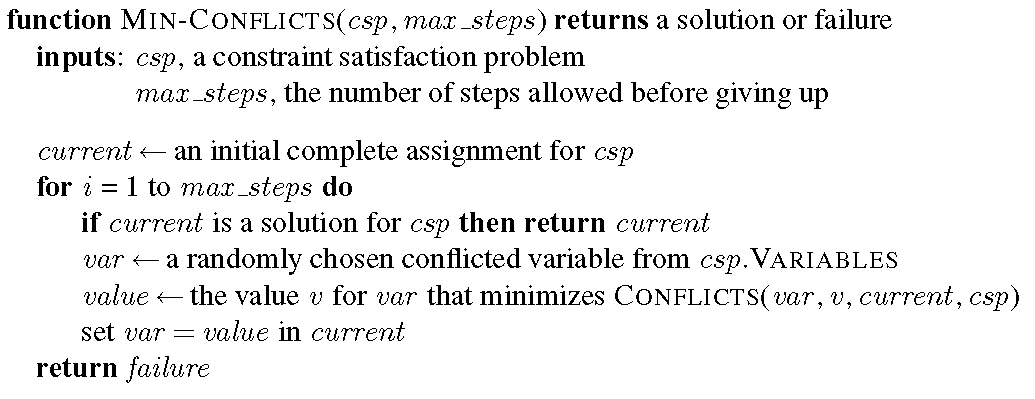 function MIN-CONFLICTS(csp, max_steps) returns a solution or failure
inputs: csp, a constraint satisfaction problem
max_steps, the number of steps allowed before giving up
current ← an initial complete assignment for csp
for i = 1 to max_steps do
if current is a solution for csp then return current
var ← a randomly chosen conflicted variable from csp.VARIABLES
value ← the value v for var that minimizes CONFLICTS(var, v, current, csp)
set var = value in current
return failure